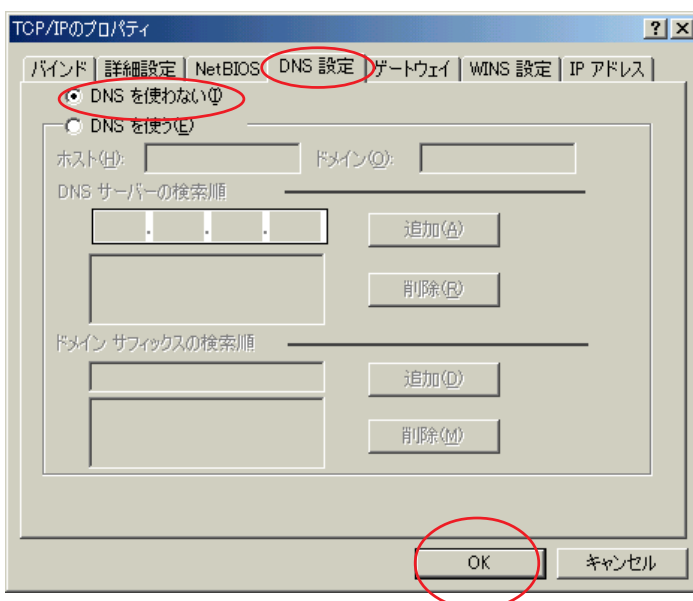 TCP/IPのプロパティ
バインド 詳細設定 NetBIOS DNS 設定 ゲートウェイ WINS 設定 IP アドレス
DNS を使わない(I)
DNS を使う(E)
ホスト(H): ドメイン(O):
DNS サーバーの検索順
追加(A)
削除(R)
ドメイン サフィックスの検索順
追加(D)
削除(M)
OK キャンセル